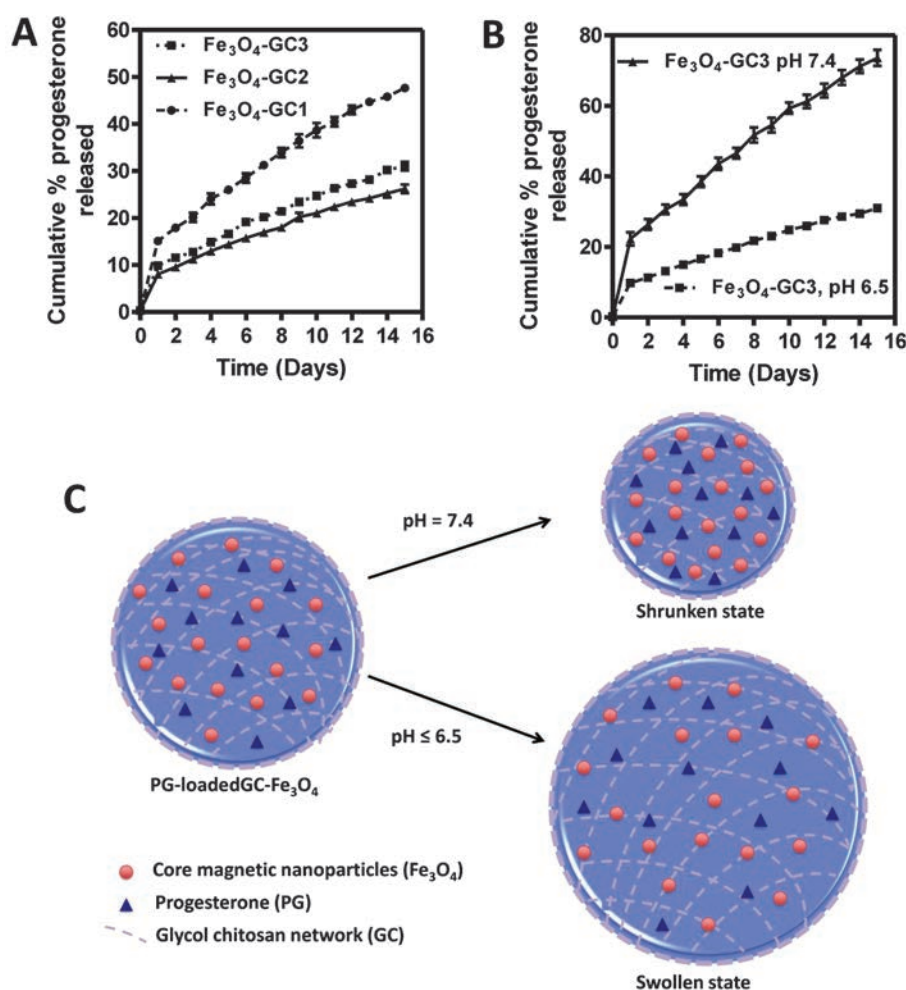 A
60
50
40
30
20
10
0
Cumulative % progesterone
released
Fe₃O₄-GC3
Fe₃O₄-GC2
Fe₃O₄-GC1
0 2 4 6 8 10 12 14 16
Time (Days)
B
80
60
40
20
0
Cumulative % progesterone
released
Fe₃O₄-GC3 pH 7.4
Fe₃O₄-GC3, pH 6.5
0 2 4 6 8 10 12 14 16
Time (Days)
C
pH = 7.4
Shrunken state
pH ≤ 6.5
PG-loadedGC-Fe₃O₄
Core magnetic nanoparticles (Fe₃O₄)
Progesterone (PG)
Glycol chitosan network (GC)
Swollen state